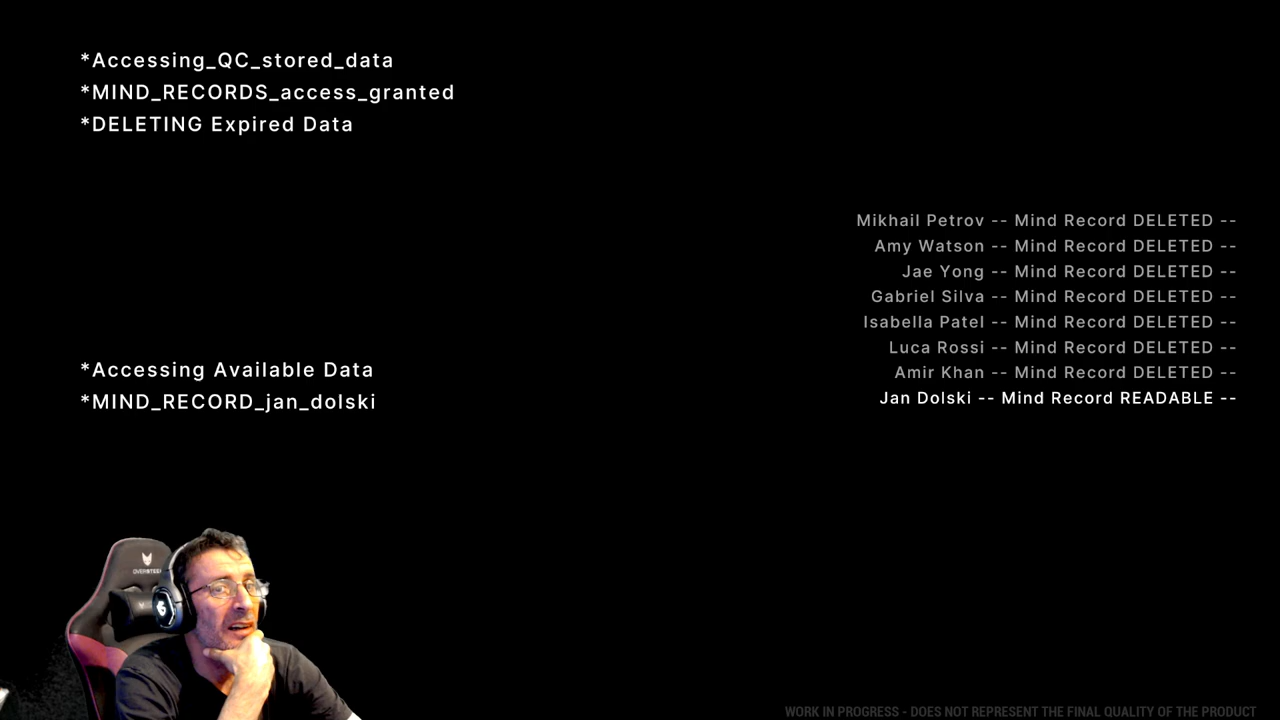 *Accessing_QC_stored_data
*MIND_RECORDS_access_granted
*DELETING Expired Data
Mikhail Petrov -- Mind Record DELETED --
Amy Watson -- Mind Record DELETED --
Jae Yong -- Mind Record DELETED --
Gabriel Silva -- Mind Record DELETED --
Isabella Patel -- Mind Record DELETED --
Luca Rossi -- Mind Record DELETED --
Amir Khan -- Mind Record DELETED --
Jan Dolski -- Mind Record READABLE --
*Accessing Available Data
*MIND_RECORD_jan_dolski
OVERSTEEL
WORK IN PROGRESS - DOES NOT REPRESENT THE FINAL QUALITY OF THE PRODUCT